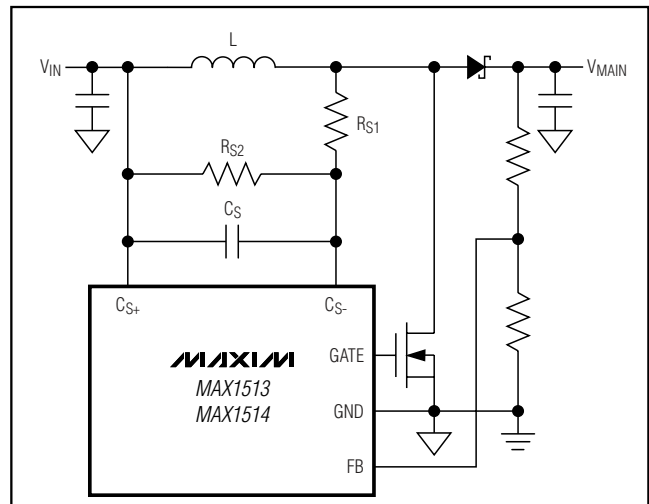 L
VIN
VMAIN
RS1
RS2
CS
CS+
CS-
MAXIM
MAX1513
MAX1514
GATE
GND
FB